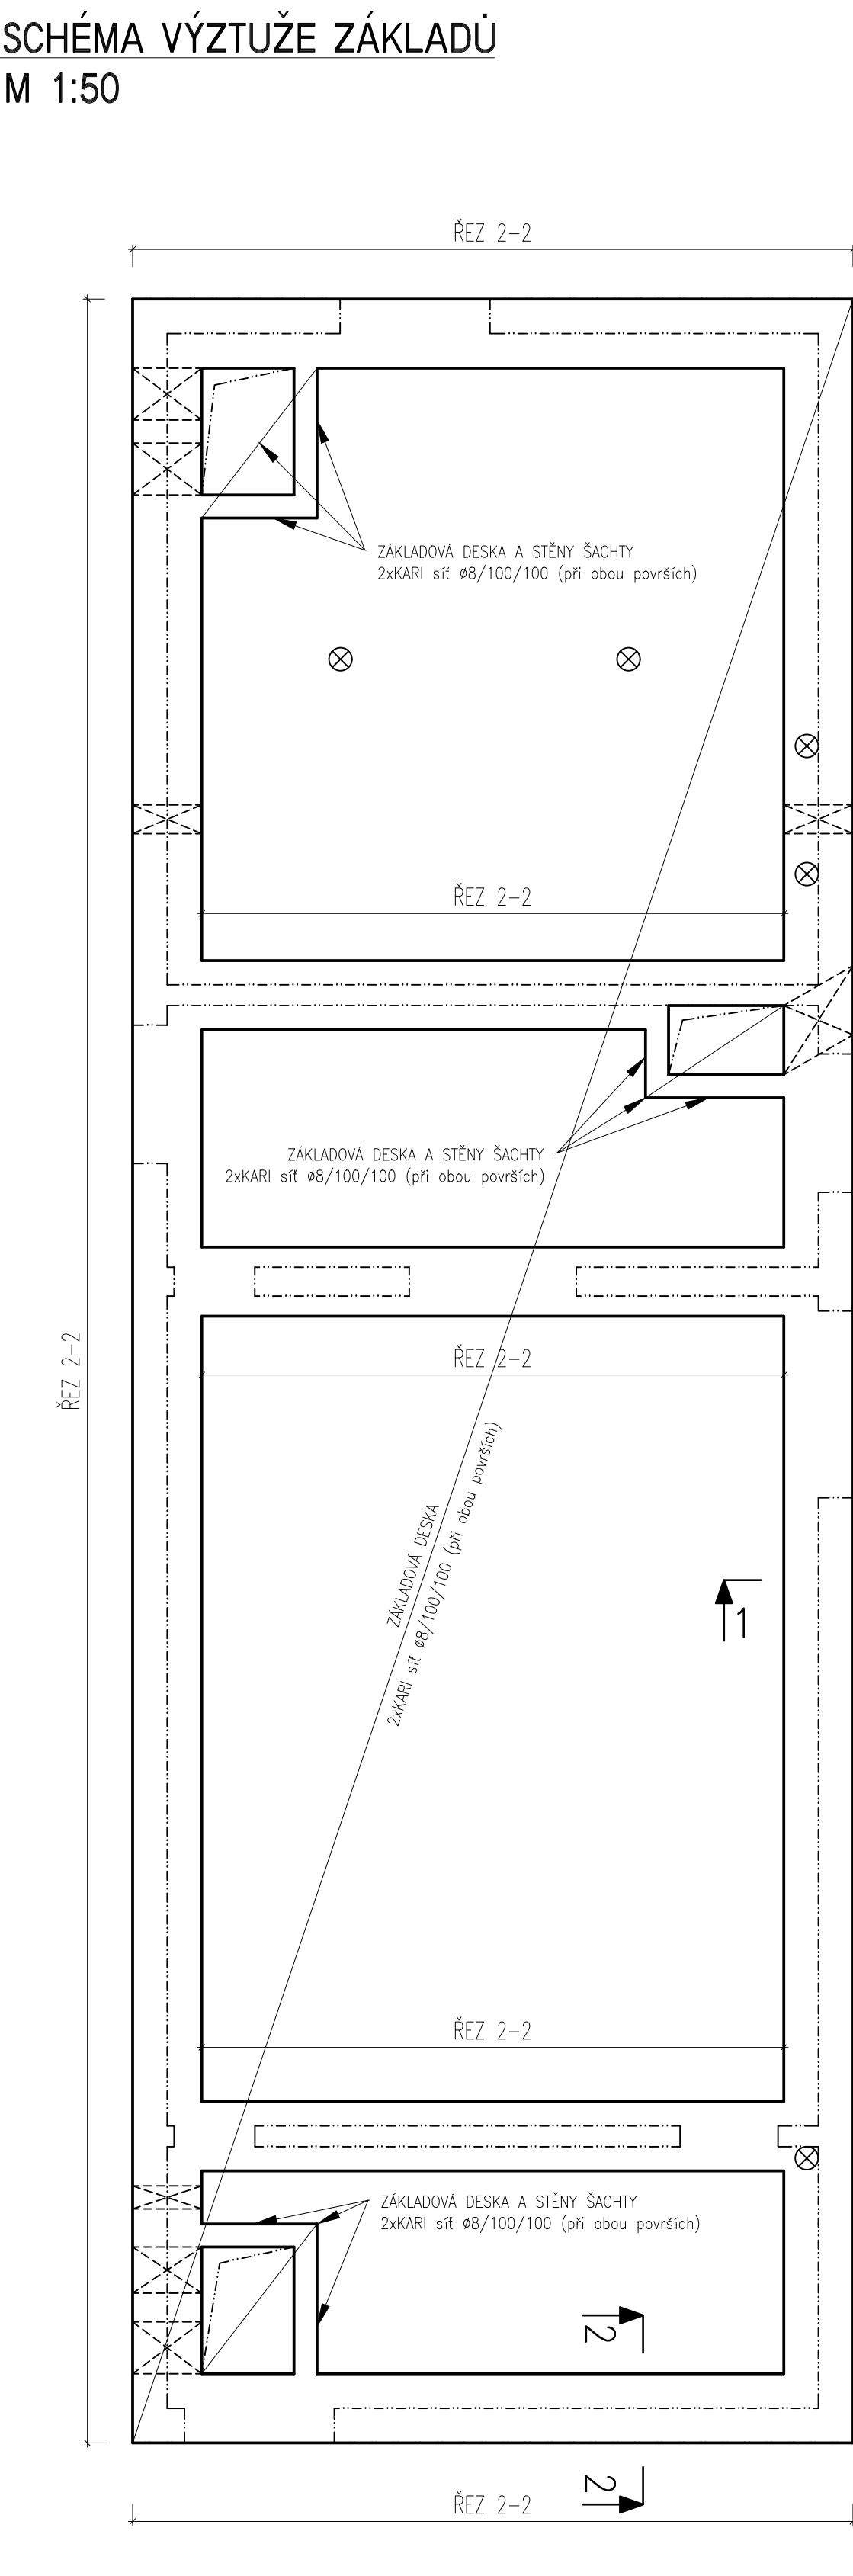 SCHÉMA VÝZTUŽE ZÁKLADŮ
M 1:50
ŘEZ 2-2
ZÁKLADOVÁ DESKA A STĚNY ŠACHTY
2xKARI síť ø8/100/100 (při obou površích)
ŘEZ 2-2
ZÁKLADOVÁ DESKA A STĚNY ŠACHTY
2xKARI síť ø8/100/100 (při obou površích)
ŘEZ 2-2
ŘEZ 2-2
ZÁKLADOVÁ DESKA
2xKARI síť ø8/100/100 (při obou površích)
1
ŘEZ 2-2
ZÁKLADOVÁ DESKA A STĚNY ŠACHTY
2xKARI síť ø8/100/100 (při obou površích)
2
2
ŘEZ 2-2